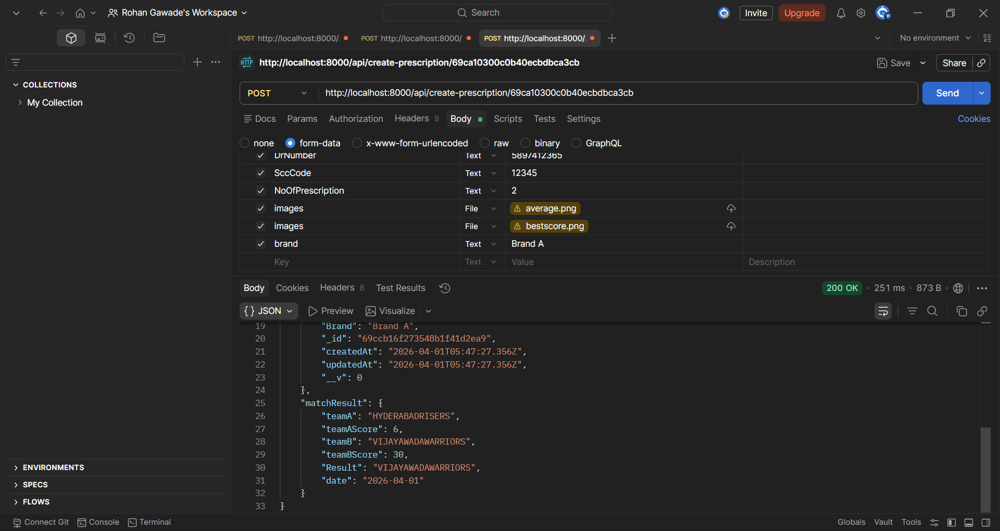 Rohan Gawade's Workspace
Search
Invite
Upgrade
POST http://localhost:8000/.
POST http://localhost:8000/.
POST http://localhost:8000/.
No environment
HTTP http://localhost:8000/api/create-prescription/69ca10300c0b40ecbdbca3cb
Save
Share
COLLECTIONS
My Collection
POST
http://localhost:8000/api/create-prescription/69ca10300c0b40ecbdbca3cb
Send
Docs
Params
Authorization
Headers 9
Body
Scripts
Tests
Settings
Cookies
none
form-data
x-www-form-urlencoded
raw
binary
GraphQL
DrNumber Text 5897412365
SccCode Text 12345
NoOfPrescription Text 2
images File average.png
images File bestscore.png
brand Text Brand A
Key Text Value Description
Body
Cookies
Headers 8
Test Results
200 OK
251 ms
873 B
{} JSON
Preview
Visualize
19 "Brand": "Brand A",
20 "_id": "69ccb16f273548b1f41d2ea9",
21 "createdAt": "2026-04-01T05:47:27.356Z",
22 "updatedAt": "2026-04-01T05:47:27.356Z",
23 "__v": 0
24 },
25 "matchResult": {
26 "teamA": "HYDERABADRISERS",
27 "teamAScore": 6,
28 "teamB": "VIJAYAWADAWARRIORS",
29 "teamBScore": 30,
30 "Result": "VIJAYAWADAWARRIORS",
31 "date": "2026-04-01"
32 }
33 }
ENVIRONMENTS
SPECS
FLOWS
Connect Git
Console
Terminal
Globals
Vault
Tools